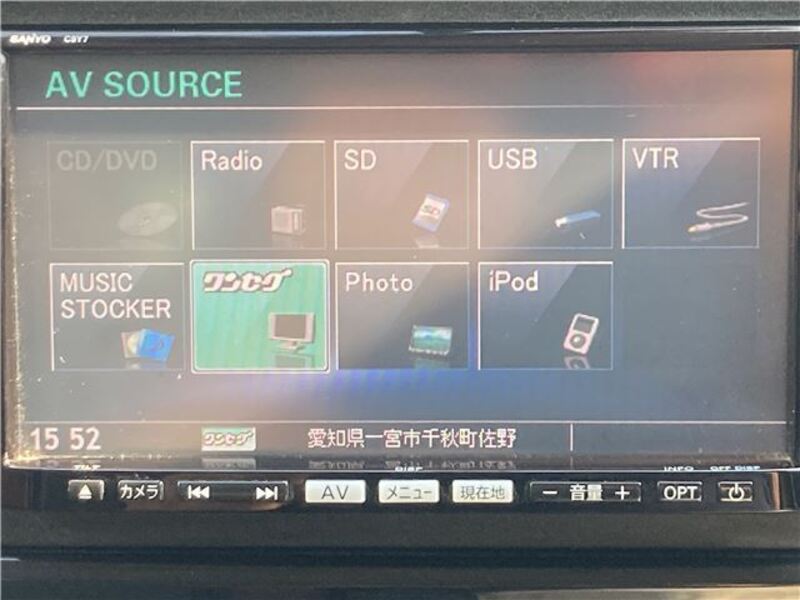 SANYO CSY7
AV SOURCE
CD/DVD
Radio
SD
USB
VTR
MUSIC
STOCKER
ワンセグ
Photo
iPod
15 52
ワンセグ
愛知県一宮市千秋町佐野
カメラ
AV
メニュー
現在地
− 音量 +
OPT